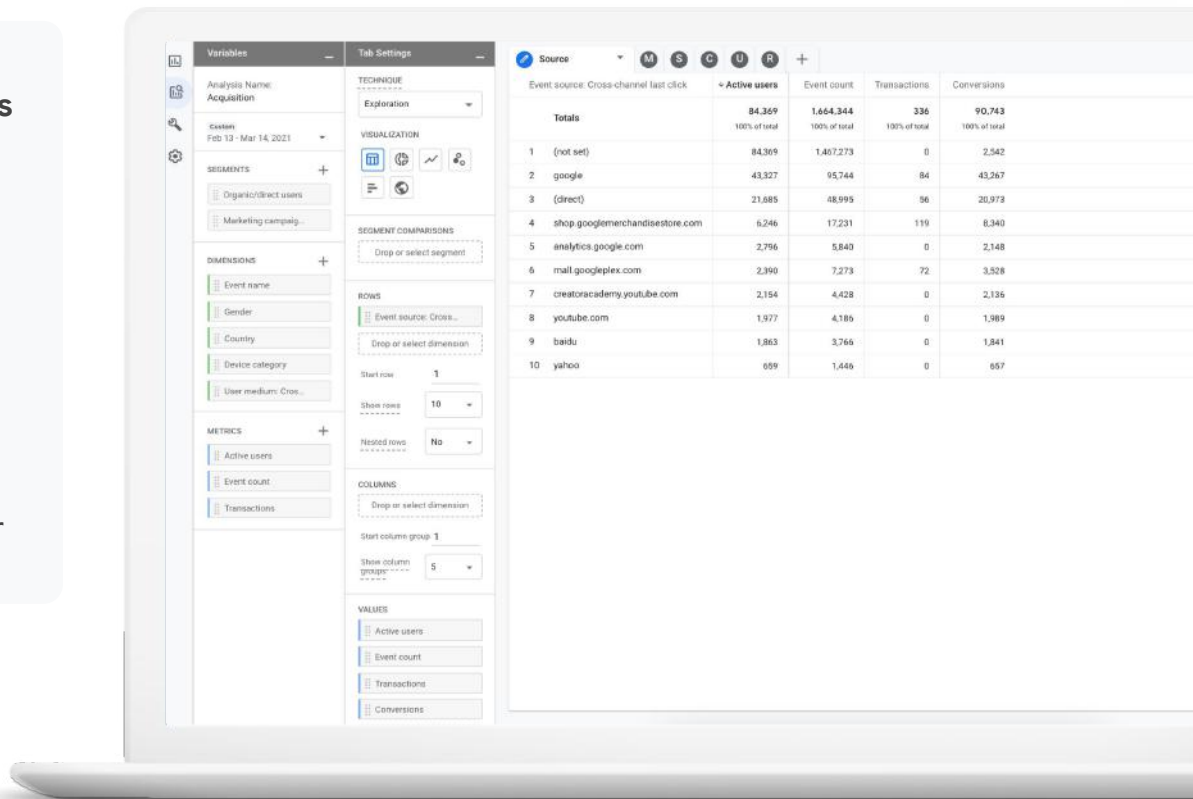 s
Variables
Analysis Name:
Acquisition
Custom
Feb 13 - Mar 14, 2021
SEGMENTS
Organic/direct users
Marketing campaig...
DIMENSIONS
Event name
Gender
Country
Device category
User medium: Cros...
METRICS
Active users
Event count
Transactions
Tab Settings
TECHNIQUE
Exploration
VISUALIZATION
SEGMENT COMPARISONS
Drop or select segment
ROWS
Event source: Cross...
Drop or select dimension
Start row 1
Show rows 10
Nested rows No
COLUMNS
Drop or select dimension
Start column group 1
Show column groups 5
VALUES
Active users
Event count
Transactions
Conversions
Source M S C U R +
Event source: Cross-channel last click Active users Event count Transactions Conversions
Totals 84,369 1,664,344 336 90,743
100% of total 100% of total 100% of total 100% of total
1 (not set) 84,369 1,467,273 0 2,542
2 google 43,327 95,744 84 43,267
3 (direct) 21,685 48,995 56 20,973
4 shop.googlemerchandisestore.com 6,246 17,231 119 8,340
5 analytics.google.com 2,796 5,840 0 2,148
6 mall.googleplex.com 2,390 7,273 72 3,528
7 creatoracademy.youtube.com 2,154 4,428 0 2,136
8 youtube.com 1,977 4,186 0 1,989
9 baidu 1,863 3,766 0 1,841
10 yahoo 659 1,446 0 657